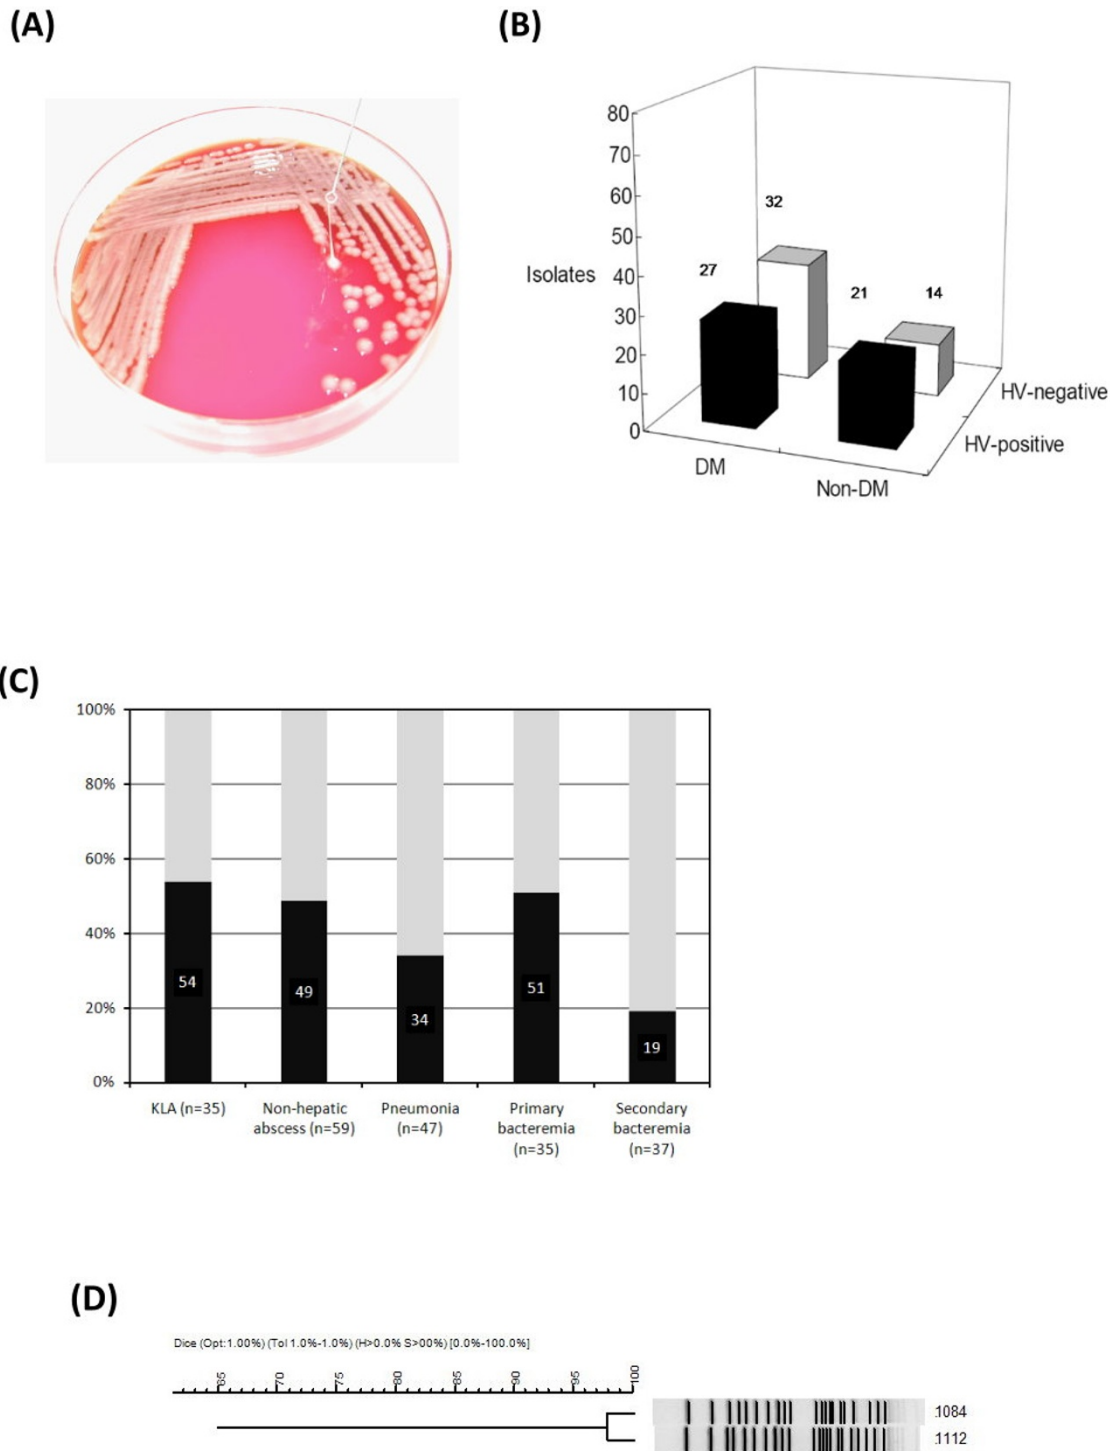 (A)
(B)
80
70
60
50
40
30
20
10
0
Isolates
27
32
21
14
HV-negative
HV-positive
DM
Non-DM
(C)
100%
80%
60%
40%
20%
0%
54
49
34
51
19
KLA (n=35)
Non-hepatic
abscess (n=59)
Pneumonia
(n=47)
Primary
bacteremia
(n=35)
Secondary
bacteremia
(n=37)
(D)
Dice (Opt:1.00%) (Tol 1.0%-1.0%) (H>0.0% S>00%) [0.0%-100.0%]
65
70
75
80
85
90
95
100
1084
1112